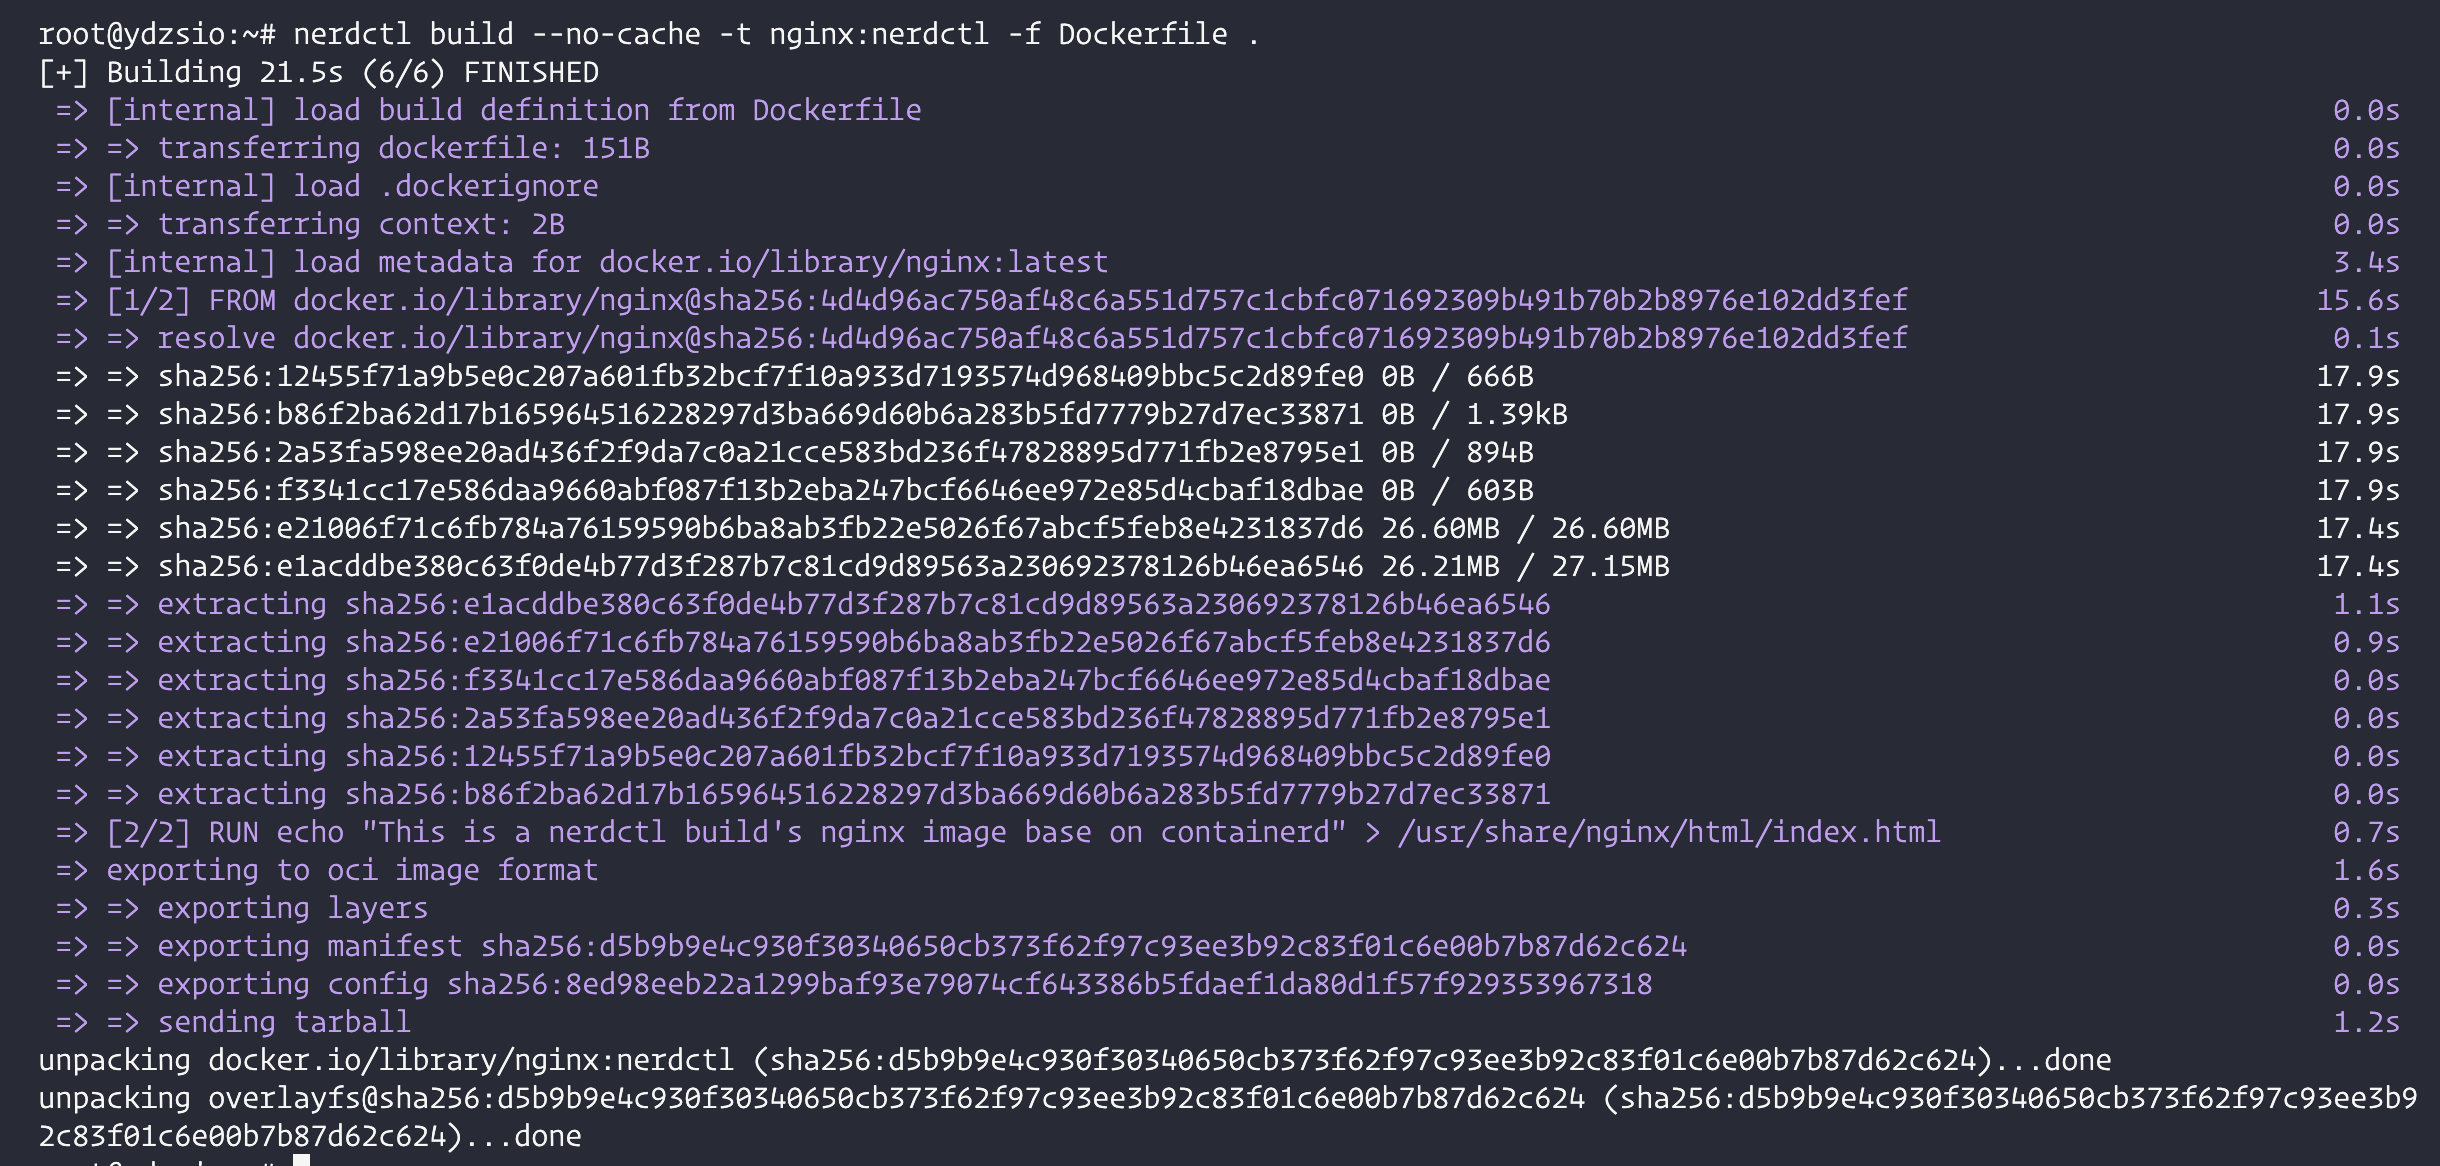 root@ydzsio:~# nerdctl build --no-cache -t nginx:nerdctl -f Dockerfile .
[+] Building 21.5s (6/6) FINISHED
=> [internal] load build definition from Dockerfile 0.0s
=> => transferring dockerfile: 151B 0.0s
=> [internal] load .dockerignore 0.0s
=> => transferring context: 2B 0.0s
=> [internal] load metadata for docker.io/library/nginx:latest 3.4s
=> [1/2] FROM docker.io/library/nginx@sha256:4d4d96ac750af48c6a551d757c1cbfc071692309b491b70b2b8976e102dd3fef 15.6s
=> => resolve docker.io/library/nginx@sha256:4d4d96ac750af48c6a551d757c1cbfc071692309b491b70b2b8976e102dd3fef 0.1s
=> => sha256:12455f71a9b5e0c207a601fb32bcf7f10a933d7193574d968409bbc5c2d89fe0 0B / 666B 17.9s
=> => sha256:b86f2ba62d17b165964516228297d3ba669d60b6a283b5fd7779b27d7ec33871 0B / 1.39kB 17.9s
=> => sha256:2a53fa598ee20ad436f2f9da7c0a21cce583bd236f47828895d771fb2e8795e1 0B / 894B 17.9s
=> => sha256:f3341cc17e586daa9660abf087f13b2eba247bcf6646ee972e85d4cbaf18dbae 0B / 603B 17.9s
=> => sha256:e21006f71c6fb784a76159590b6ba8ab3fb22e5026f67abcf5feb8e4231837d6 26.60MB / 26.60MB 17.4s
=> => sha256:e1acddbe380c63f0de4b77d3f287b7c81cd9d89563a230692378126b46ea6546 26.21MB / 27.15MB 17.4s
=> => extracting sha256:e1acddbe380c63f0de4b77d3f287b7c81cd9d89563a230692378126b46ea6546 1.1s
=> => extracting sha256:e21006f71c6fb784a76159590b6ba8ab3fb22e5026f67abcf5feb8e4231837d6 0.9s
=> => extracting sha256:f3341cc17e586daa9660abf087f13b2eba247bcf6646ee972e85d4cbaf18dbae 0.0s
=> => extracting sha256:2a53fa598ee20ad436f2f9da7c0a21cce583bd236f47828895d771fb2e8795e1 0.0s
=> => extracting sha256:12455f71a9b5e0c207a601fb32bcf7f10a933d7193574d968409bbc5c2d89fe0 0.0s
=> => extracting sha256:b86f2ba62d17b165964516228297d3ba669d60b6a283b5fd7779b27d7ec33871 0.0s
=> [2/2] RUN echo "This is a nerdctl build's nginx image base on containerd" > /usr/share/nginx/html/index.html 0.7s
=> exporting to oci image format 1.6s
=> => exporting layers 0.3s
=> => exporting manifest sha256:d5b9b9e4c930f30340650cb373f62f97c93ee3b92c83f01c6e00b7b87d62c624 0.0s
=> => exporting config sha256:8ed98eeb22a1299baf93e79074cf643386b5fdaef1da80d1f57f929353967318 0.0s
=> => sending tarball 1.2s
unpacking docker.io/library/nginx:nerdctl (sha256:d5b9b9e4c930f30340650cb373f62f97c93ee3b92c83f01c6e00b7b87d62c624)...done
unpacking overlayfs@sha256:d5b9b9e4c930f30340650cb373f62f97c93ee3b92c83f01c6e00b7b87d62c624 (sha256:d5b9b9e4c930f30340650cb373f62f97c93ee3b9
2c83f01c6e00b7b87d62c624)...done